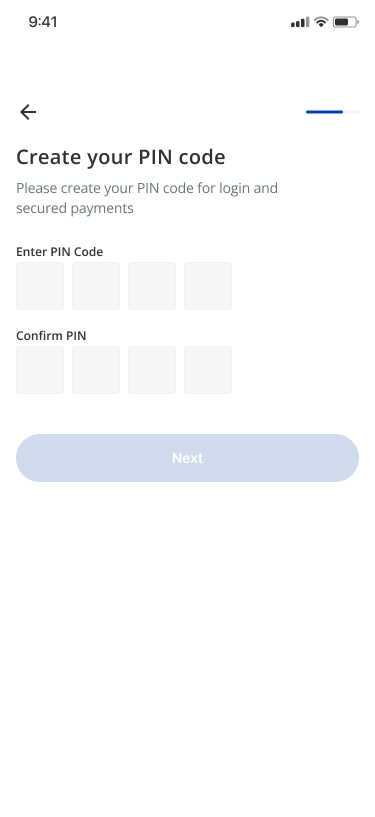 9:41
Create your PIN code
Please create your PIN code for login and
secured payments
Enter PIN Code
Confirm PIN
Next